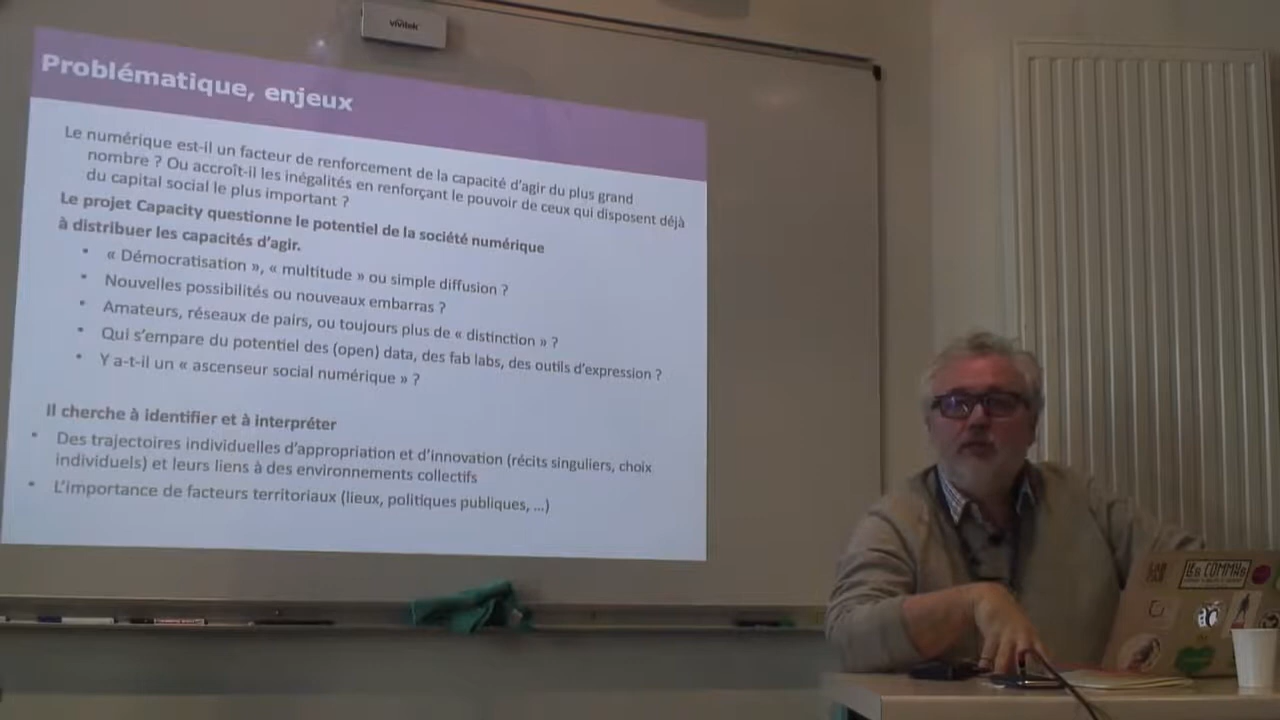 vivitek
Problématique, enjeux
Le numérique est-il un facteur de renforcement de la capacité d'agir du plus grand
nombre ? Ou accroît-il les inégalités en renforçant le pouvoir de ceux qui disposent déjà
du capital social le plus important ?
Le projet Capacity questionne le potentiel de la société numérique
à distribuer les capacités d'agir.
• « Démocratisation », « multitude » ou simple diffusion ?
• Nouvelles possibilités ou nouveaux embarras ?
• Amateurs, réseaux de pairs, ou toujours plus de « distinction » ?
• Qui s'empare du potentiel des (open) data, des fab labs, des outils d'expression ?
• Y a-t-il un « ascenseur social numérique » ?
Il cherche à identifier et à interpréter
• Des trajectoires individuelles d'appropriation et d'innovation (récits singuliers, choix
individuels) et leurs liens à des environnements collectifs
• L'importance de facteurs territoriaux (lieux, politiques publiques, ...)
LES COMMUNS